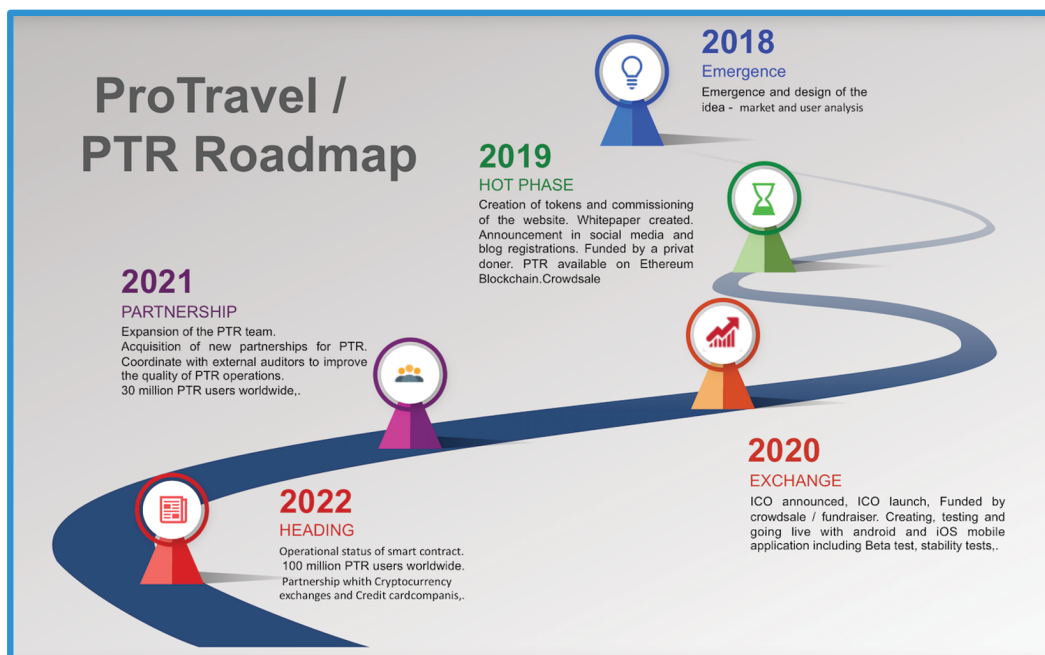 ProTravel /
PTR Roadmap
2018
Emergence
Emergence and design of the
idea - market and user analysis
2019
HOT PHASE
Creation of tokens and commissioning
of the website. Whitepaper created.
Announcement in social media and
blog registrations. Funded by a privat
doner. PTR available on Ethereum
Blockchain.Crowdsale
2020
EXCHANGE
ICO announced, ICO launch, Funded by
crowdsale / fundraiser. Creating, testing and
going live with android and iOS mobile
application including Beta test, stability tests,.
2021
PARTNERSHIP
Expansion of the PTR team.
Acquisition of new partnerships for PTR.
Coordinate with external auditors to improve
the quality of PTR operations.
30 million PTR users worldwide,.
2022
HEADING
Operational status of smart contract.
100 million PTR users worldwide.
Partnership whith Cryptocurrency
exchanges and Credit cardcompanis,.